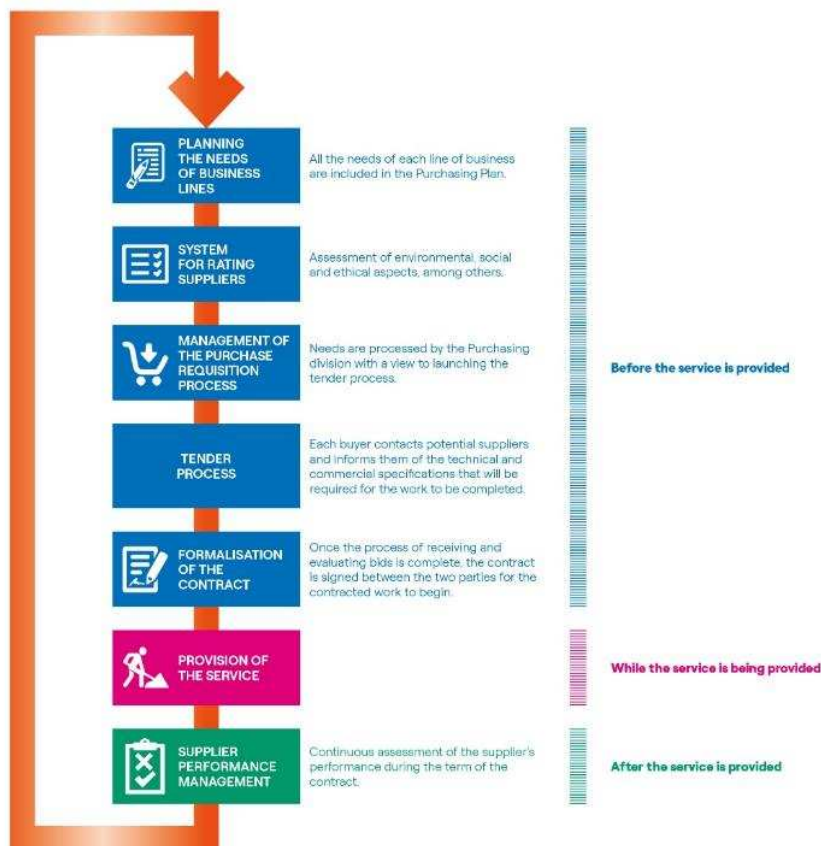 PLANNING
THE NEEDS
OF BUSINESS
LINES
All the needs of each line of business
are included in the Purchasing Plan.
SYSTEM
FOR RATING
SUPPLIERS
Assessment of environmental, social
and ethical aspects, among others.
MANAGEMENT OF
THE PURCHASE
REQUISITION
PROCESS
Needs are processed by the Purchasing
division with a view to launching the
tender process.
Before the service is provided
TENDER
PROCESS
Each buyer contacts potential suppliers
and informs them of the technical and
commercial specifications that will be
required for the work to be completed.
FORMALISATION
OF THE
CONTRACT
Once the process of receiving and
evaluating bids is complete, the contract
is signed between the two parties for the
contracted work to begin.
PROVISION OF
THE SERVICE
While the service is being provided
SUPPLIER
PERFORMANCE
MANAGEMENT
Continuous assessment of the supplier's
performance during the term of the
contract.
After the service is provided